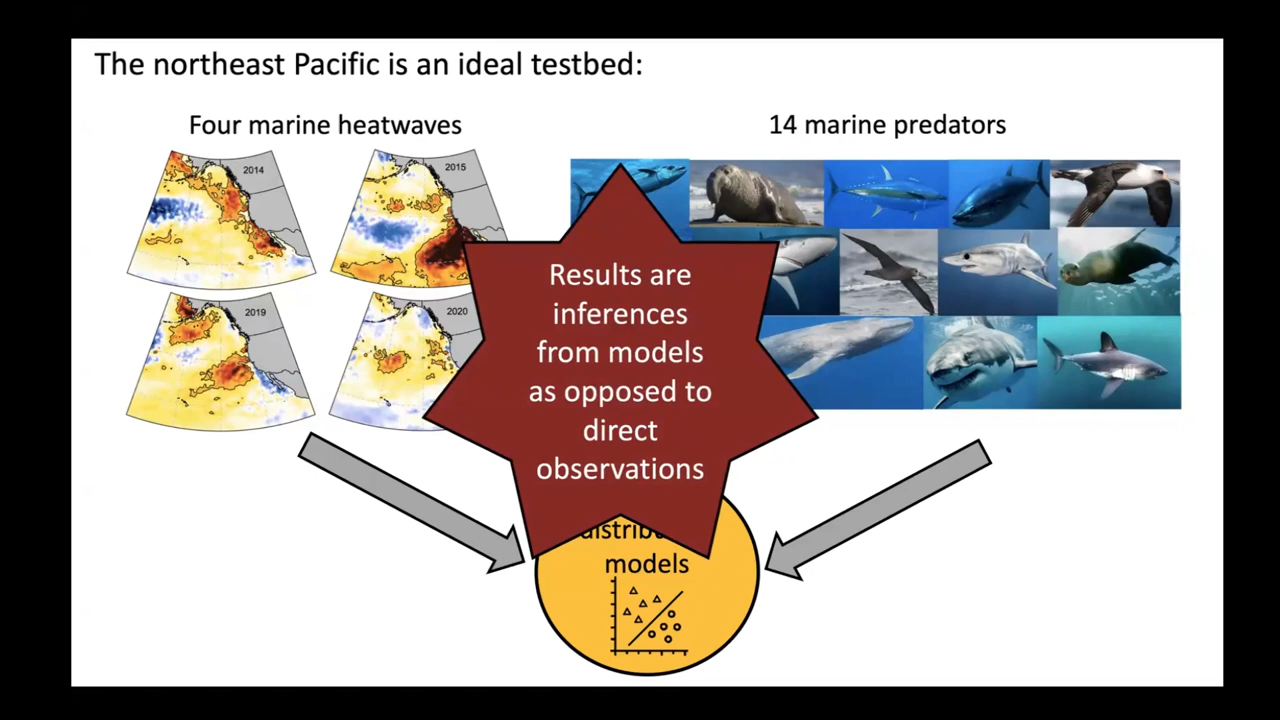 The northeast Pacific is an ideal testbed:
Four marine heatwaves
14 marine predators
2014
2015
2019
2020
Results are
inferences
from models
as opposed to
direct
observations
models